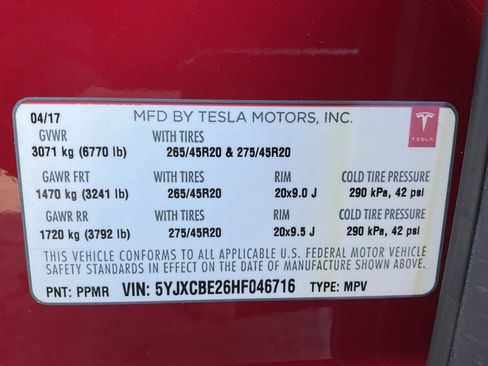 04/17 MFD BY TESLA MOTORS, INC.
TESLA
GVWR WITH TIRES
3071 kg (6770 lb) 265/45R20 & 275/45R20
GAWR FRT WITH TIRES RIM COLD TIRE PRESSURE
1470 kg (3241 lb) 265/45R20 20x9.0 J 290 kPa, 42 psi
GAWR RR WITH TIRES RIM COLD TIRE PRESSURE
1720 kg (3792 lb) 275/45R20 20x9.5 J 290 kPa, 42 psi
THIS VEHICLE CONFORMS TO ALL APPLICABLE U.S. FEDERAL MOTOR VEHICLE
SAFETY STANDARDS IN EFFECT ON THE DATE OF MANUFACTURE SHOWN ABOVE.
PNT: PPMR VIN: 5YJXCBE26HF046716 TYPE: MPV